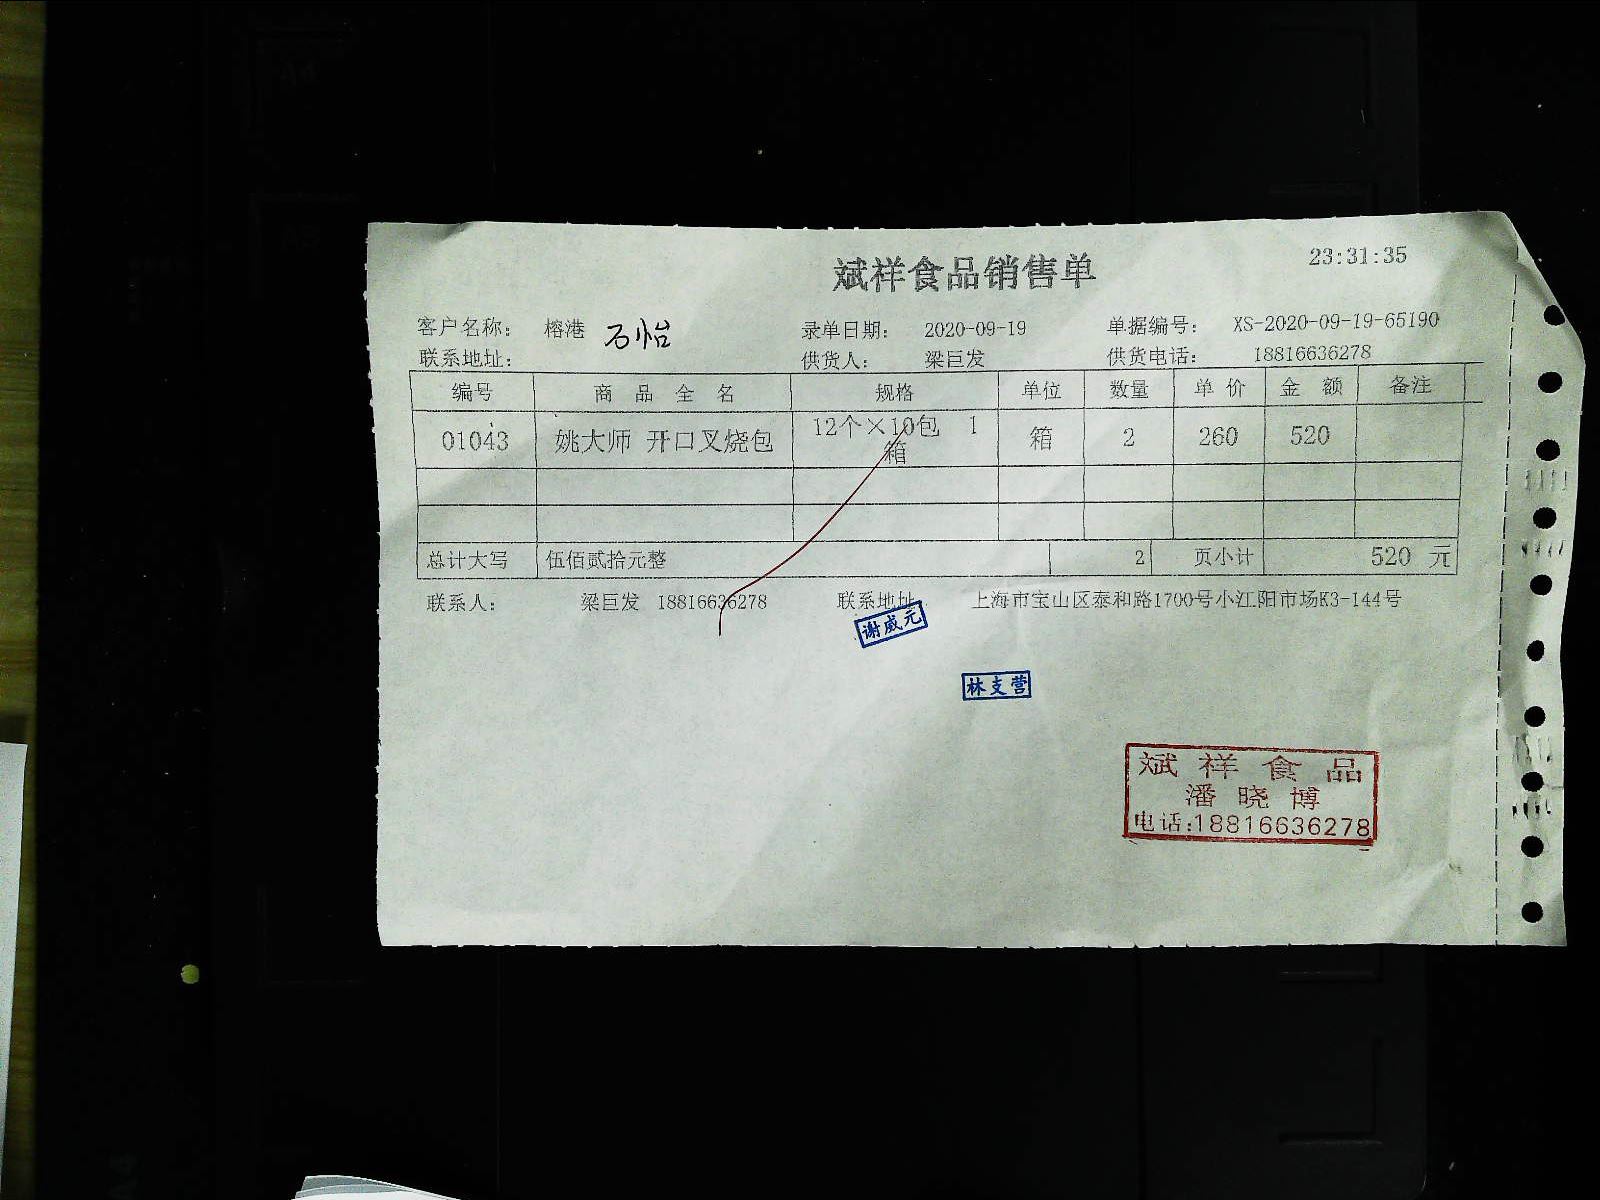 23:31:35
斌祥食品销售单
客户名称： 榕港 石怡 录单日期： 2020-09-19 单据编号： XS-2020-09-19-65190
联系地址： 供货人： 梁巨发 供货电话： 18816636278
编号 商品全名 规格 单位 数量 单价 金额 备注
01043 姚大师 开口叉烧包 12个×10包 1箱 箱 2 260 520
总计大写 伍佰贰拾元整 2 页小计 520 元
联系人： 梁巨发 18816636278 联系地址 上海市宝山区泰和路1700号小江阳市场K3-144号
谢威元
林支营
斌祥食品
潘晓博
电话:18816636278